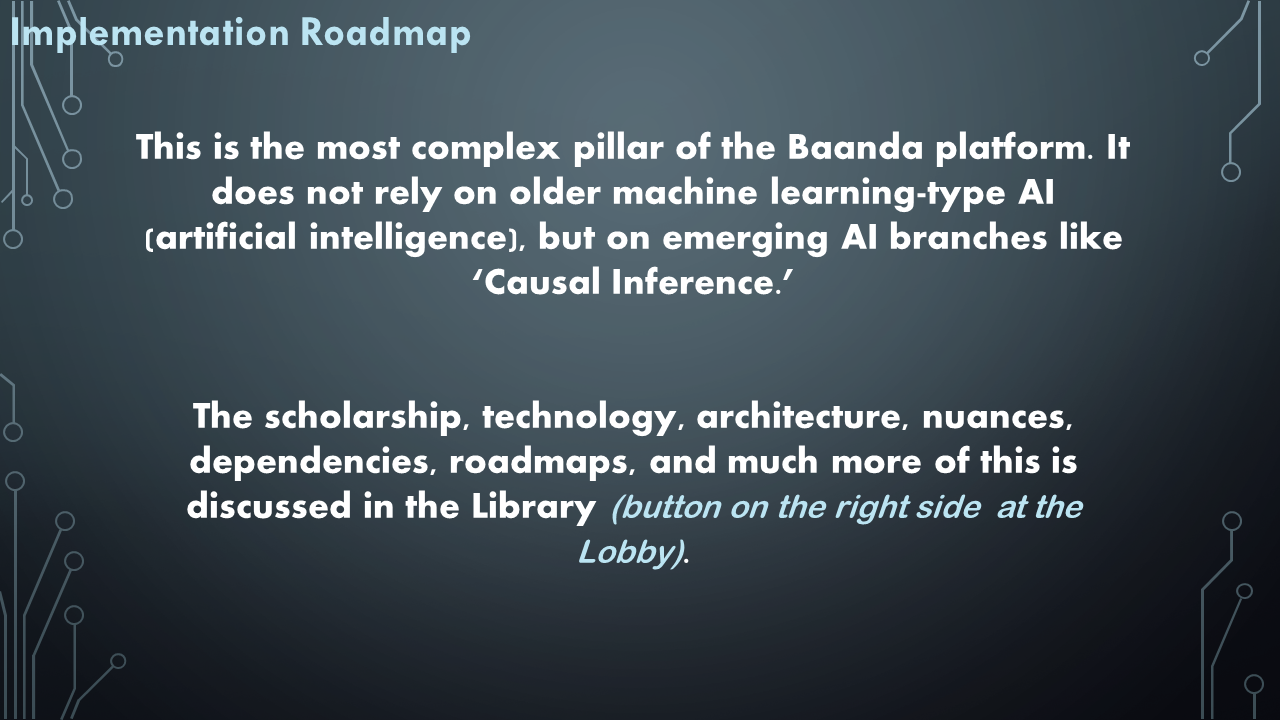 Implementation Roadmap
This is the most complex pillar of the Baanda platform. It
does not rely on older machine learning-type AI
(artificial intelligence), but on emerging AI branches like
‘Causal Inference.’
The scholarship, technology, architecture, nuances,
dependencies, roadmaps, and much more of this is
discussed in the Library (button on the right side at the
Lobby).